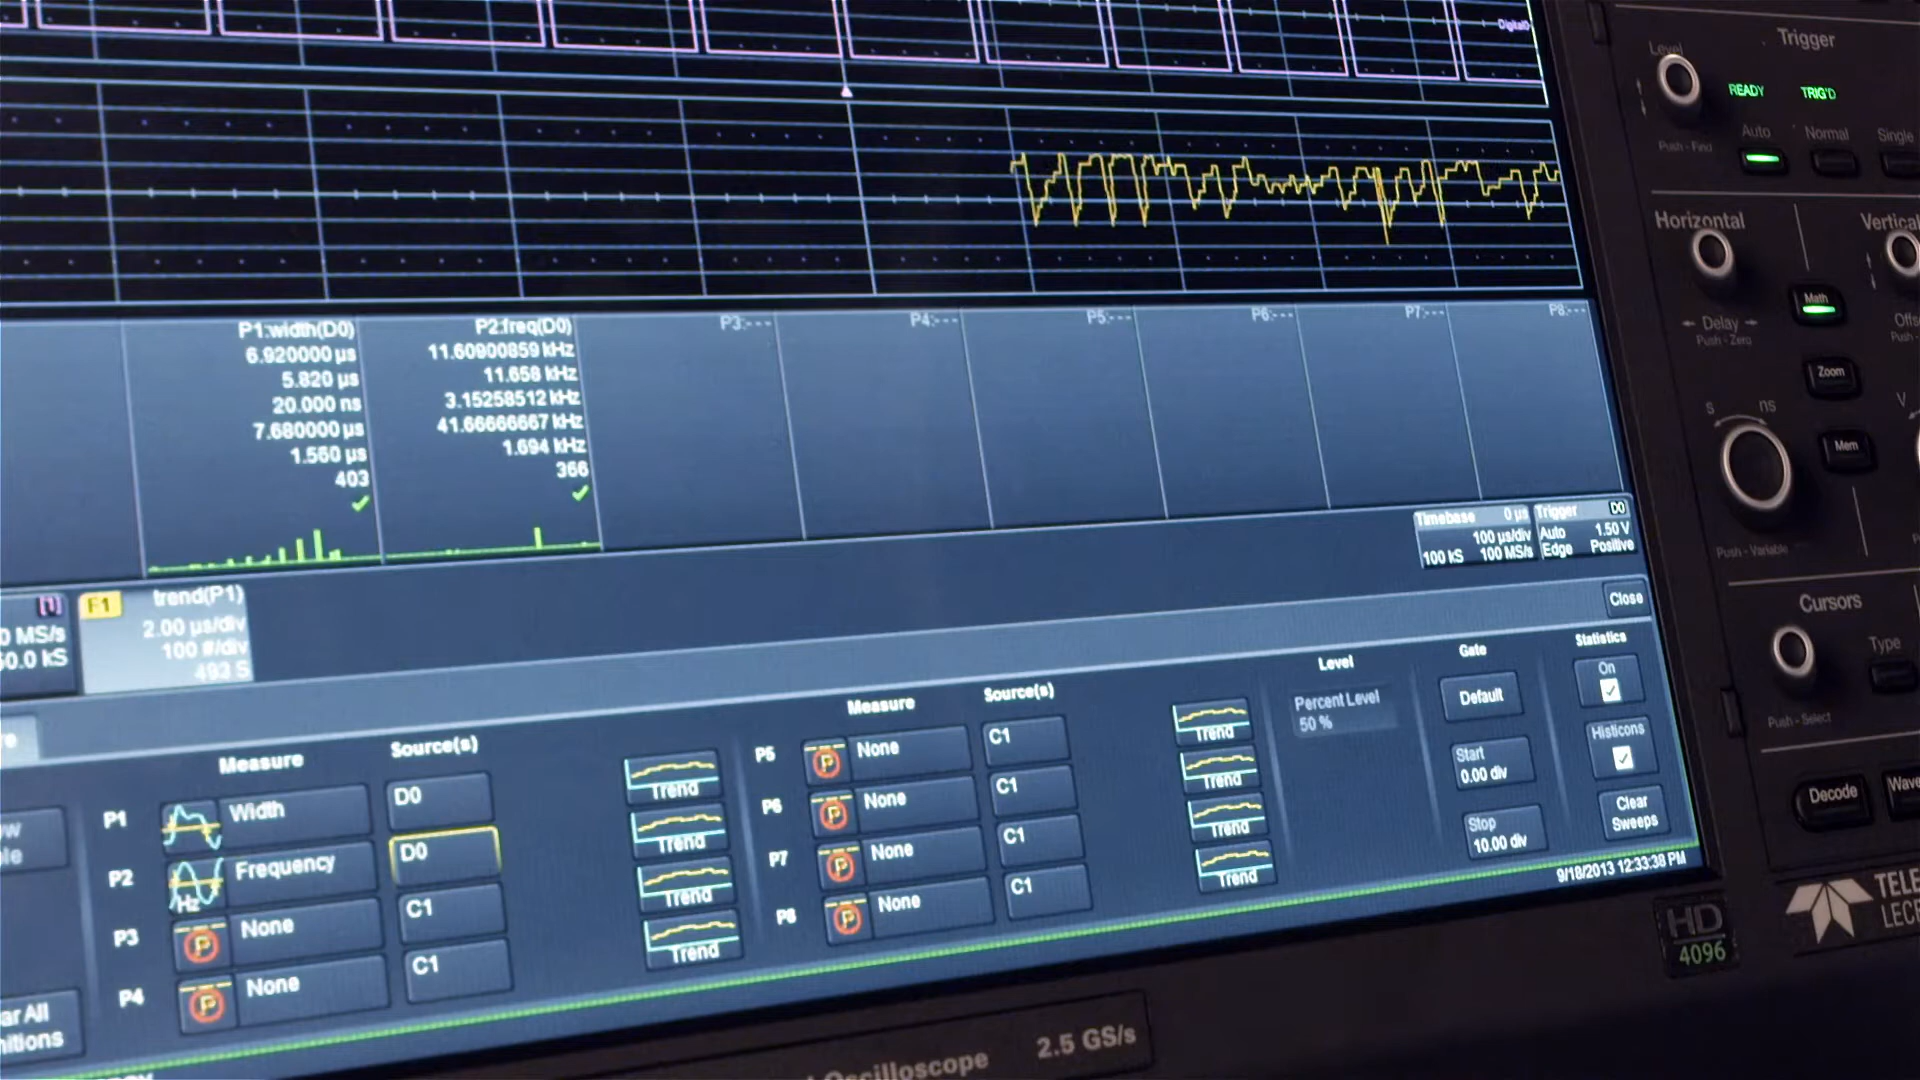 Trigger
Level
READY
TRIG'D
Auto
Normal
Single
Push - Find
Horizontal
Vertical
Math
Delay
Push - Zero
Zoom
S
ns
V
Mem
Push - Variable
Cursors
Type
Push - Select
Decode
P1:width(D0)
6.920000 µs
5.820 µs
20.000 ns
7.680000 µs
1.560 µs
403
P2:freq(D0)
11.60900859 kHz
11.658 kHz
3.15258512 kHz
41.66666667 kHz
1.694 kHz
366
P3:---
P4:---
P5:---
P6:---
P7:---
P8:---
Timebase 0 µs
100 µs/div
100 kS 100 MS/s
Trigger D0
Auto 1.50 V
Edge Positive
F1 trend(P1)
2.00 µs/div
100 #/div
493 S
Close
Measure
Source(s)
P1 Width D0 Trend
P2 Hz Frequency D0 Trend
P3 P None C1 Trend
P4 P None C1 Trend
Measure
Source(s)
P5 P None C1 Trend
P6 P None C1 Trend
P7 P None C1 Trend
P8 P None C1 Trend
Level
Percent Level
50 %
Gate
Default
Start
0.00 div
Stop
10.00 div
Statistics
On
Histicons
Clear
Sweeps
9/18/2013 12:33:38 PM
HD
4096
Oscilloscope
2.5 GS/s